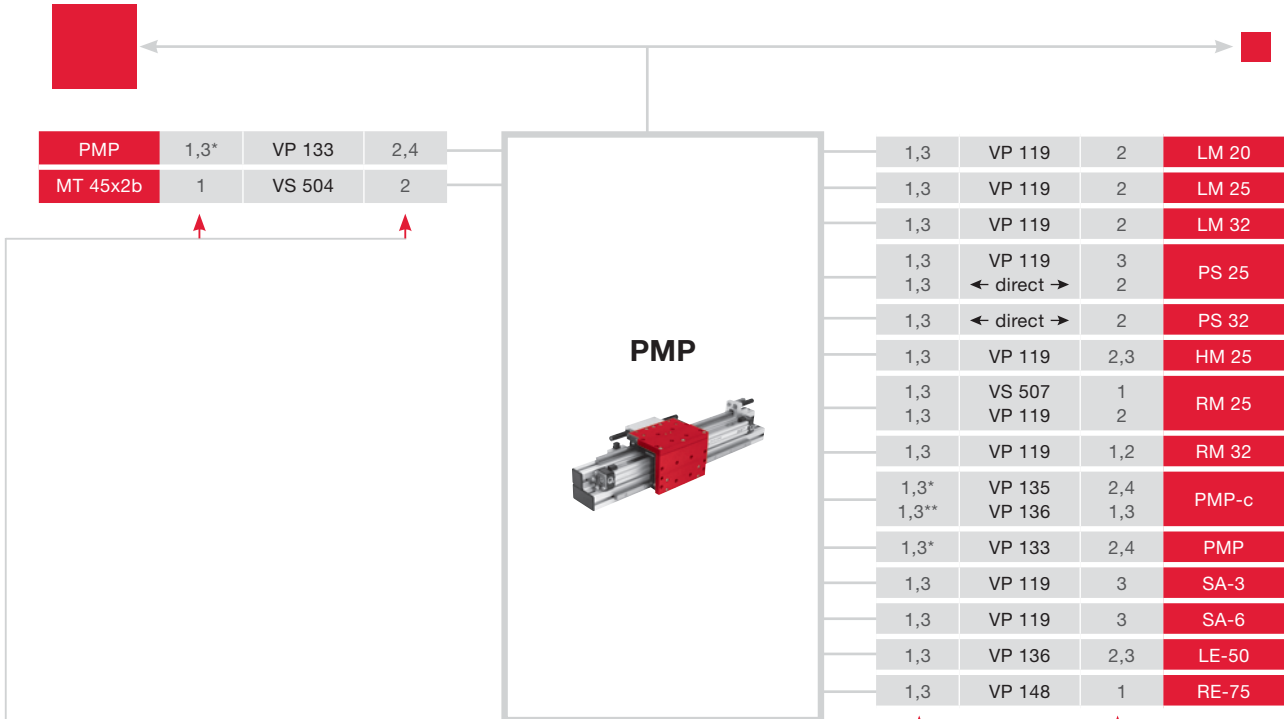 PMP 1,3* VP 133 2,4
MT 45x2b 1 VS 504 2
PMP
1,3 VP 119 2 LM 20
1,3 VP 119 2 LM 25
1,3 VP 119 2 LM 32
1,3 VP 119 3 PS 25
1,3 ← direct → 2
1,3 ← direct → 2 PS 32
1,3 VP 119 2,3 HM 25
1,3 VS 507 1 RM 25
1,3 VP 119 2
1,3 VP 119 1,2 RM 32
1,3* VP 135 2,4 PMP-c
1,3** VP 136 1,3
1,3* VP 133 2,4 PMP
1,3 VP 119 3 SA-3
1,3 VP 119 3 SA-6
1,3 VP 136 2,3 LE-50
1,3 VP 148 1 RE-75